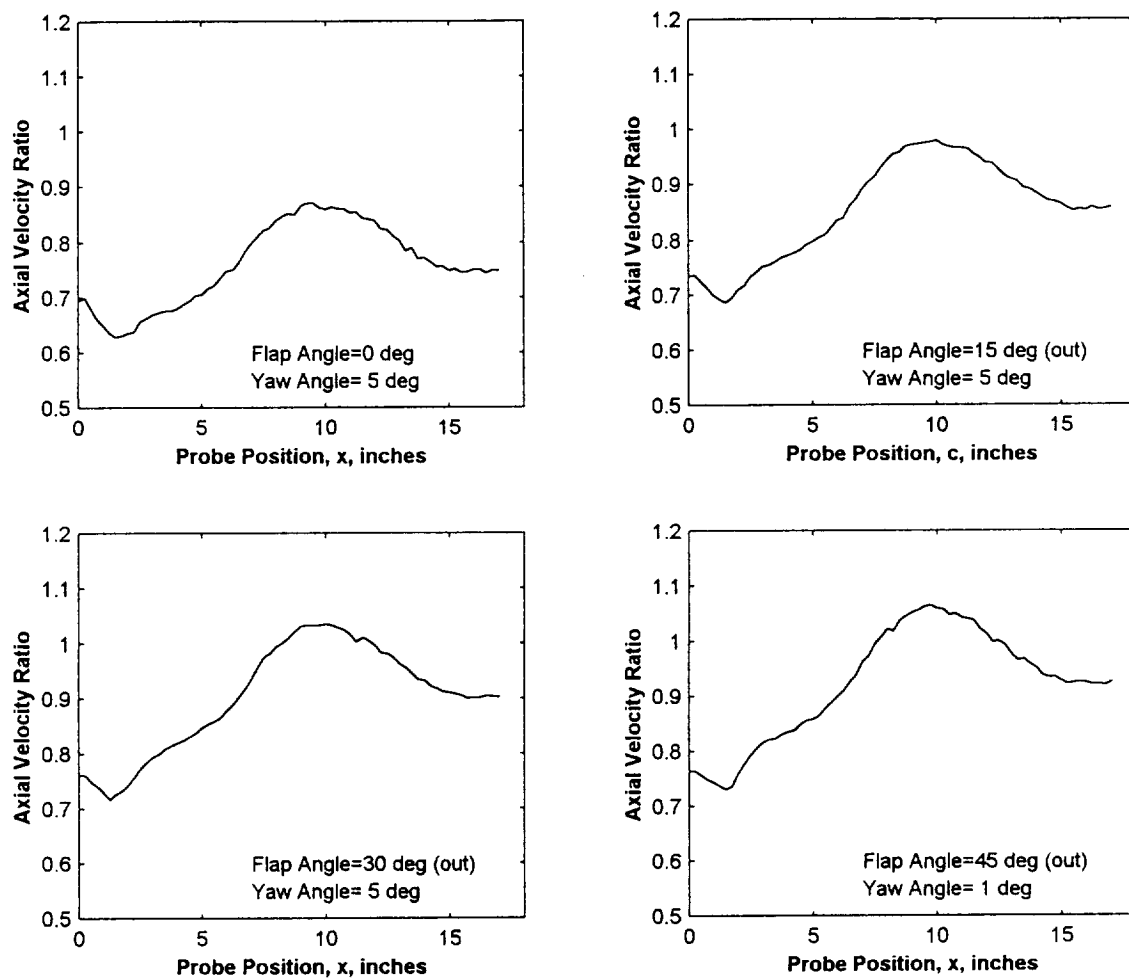 1.2
1.1
1
0.9
0.8
0.7
0.6
0.5
Axial Velocity Ratio
Flap Angle=0 deg
Yaw Angle= 5 deg
0 5 10 15
Probe Position, x, inches
1.2
1.1
1
0.9
0.8
0.7
0.6
0.5
Axial Velocity Ratio
Flap Angle=15 deg (out)
Yaw Angle= 5 deg
0 5 10 15
Probe Position, c, inches
1.2
1.1
1
0.9
0.8
0.7
0.6
0.5
Axial Velocity Ratio
Flap Angle=30 deg (out)
Yaw Angle= 5 deg
0 5 10 15
Probe Position, x, inches
1.2
1.1
1
0.9
0.8
0.7
0.6
0.5
Axial Velocity Ratio
Flap Angle=45 deg (out)
Yaw Angle= 1 deg
0 5 10 15
Probe Position, x, inches